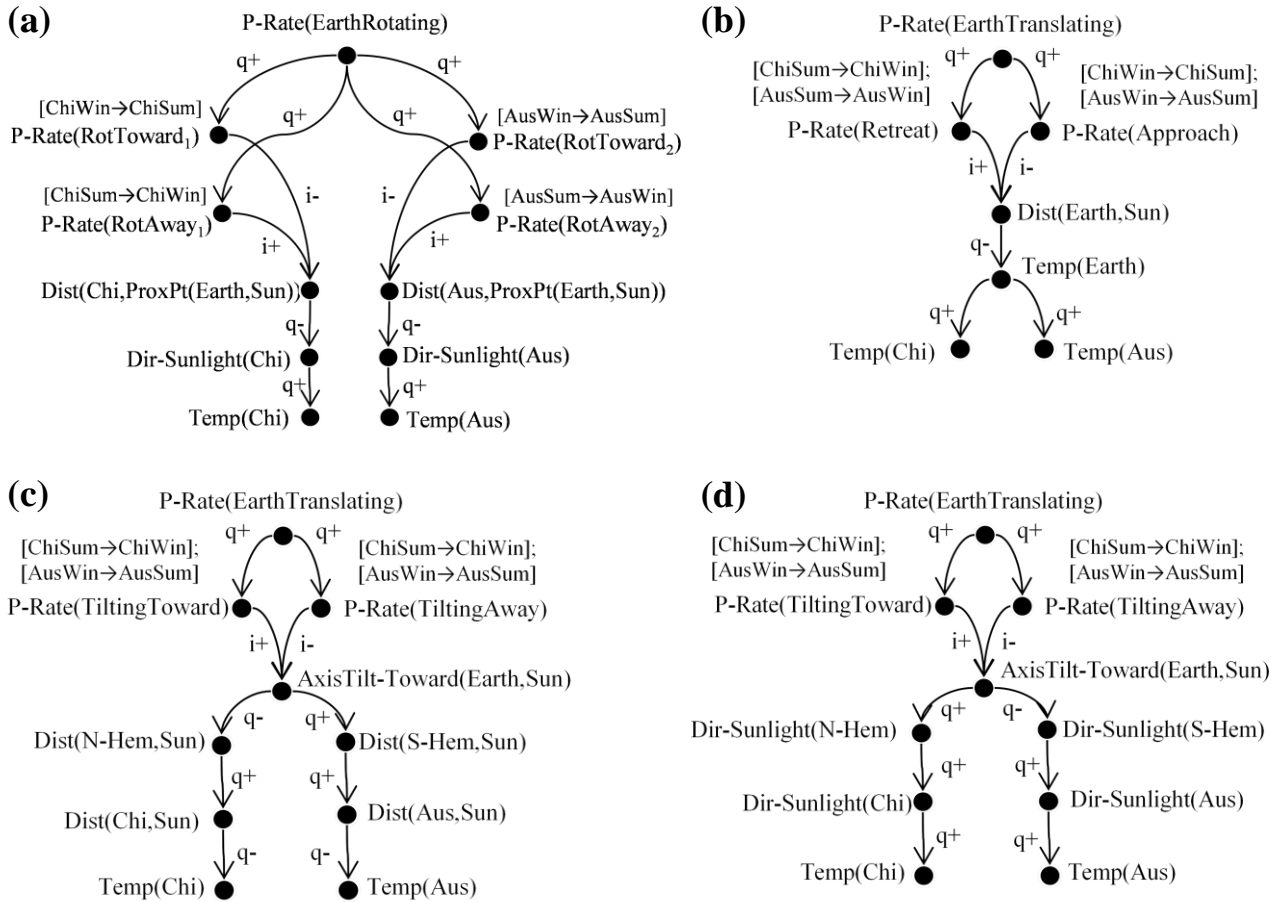 (a)
P-Rate(EarthRotating)
q+
q+
[ChiWin→ChiSum]
P-Rate(RotToward1)
q+
q+
[AusWin→AusSum]
P-Rate(RotToward2)
[ChiSum→ChiWin]
P-Rate(RotAway1)
i-
i-
[AusSum→AusWin]
P-Rate(RotAway2)
i+
i+
Dist(Chi,ProxPt(Earth,Sun))
Dist(Aus,ProxPt(Earth,Sun))
q-
q-
Dir-Sunlight(Chi)
Dir-Sunlight(Aus)
q+
q+
Temp(Chi)
Temp(Aus)
(b)
P-Rate(EarthTranslating)
q+
q+
[ChiSum→ChiWin];
[AusSum→AusWin]
[ChiWin→ChiSum];
[AusWin→AusSum]
P-Rate(Retreat)
P-Rate(Approach)
i+
i-
Dist(Earth,Sun)
q-
Temp(Earth)
q+
q+
Temp(Chi)
Temp(Aus)
(c)
P-Rate(EarthTranslating)
q+
q+
[ChiSum→ChiWin];
[AusWin→AusSum]
[ChiSum→ChiWin];
[AusWin→AusSum]
P-Rate(TiltingToward)
P-Rate(TiltingAway)
i+
i-
AxisTilt-Toward(Earth,Sun)
q-
q+
Dist(N-Hem,Sun)
Dist(S-Hem,Sun)
q+
q+
Dist(Chi,Sun)
Dist(Aus,Sun)
q-
q-
Temp(Chi)
Temp(Aus)
(d)
P-Rate(EarthTranslating)
q+
q+
[ChiSum→ChiWin];
[AusWin→AusSum]
[ChiSum→ChiWin];
[AusWin→AusSum]
P-Rate(TiltingToward)
P-Rate(TiltingAway)
i+
i-
AxisTilt-Toward(Earth,Sun)
q+
q-
Dir-Sunlight(N-Hem)
Dir-Sunlight(S-Hem)
q+
q+
Dir-Sunlight(Chi)
Dir-Sunlight(Aus)
q+
q+
Temp(Chi)
Temp(Aus)